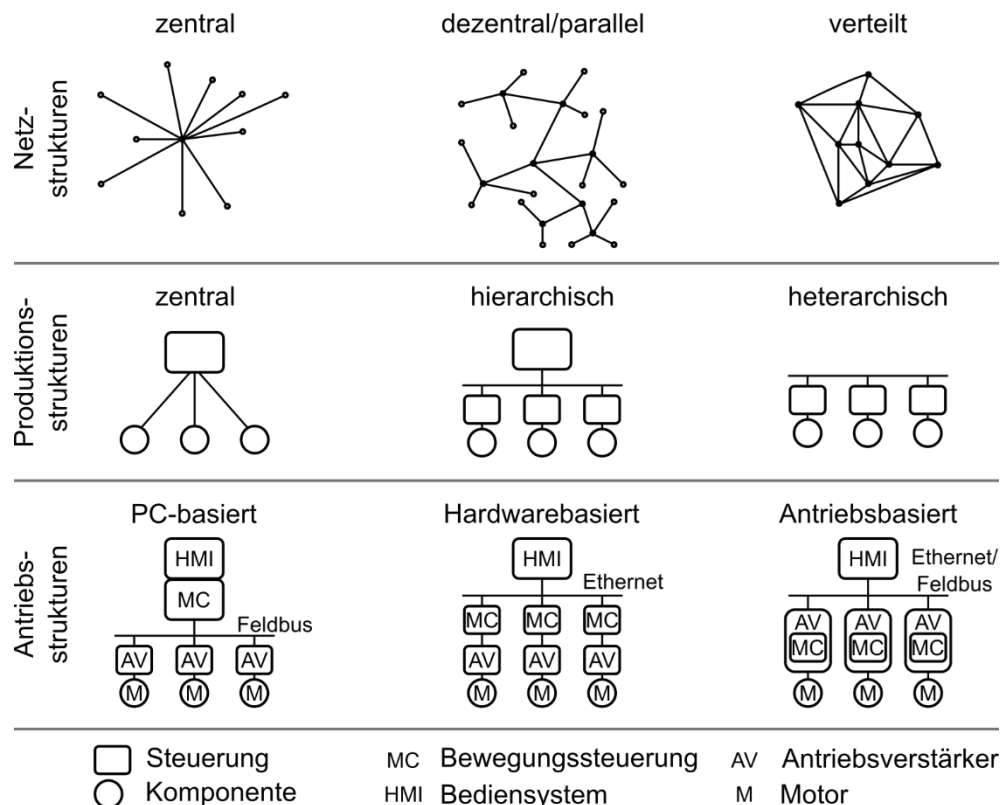 zentral dezentral/parallel verteilt
Netz-
strukturen
zentral hierarchisch heterarchisch
Produktions-
strukturen
PC-basiert Hardwarebasiert Antriebsbasiert
Antriebs-
strukturen
HMI HMI HMI Ethernet/
Feldbus
MC Ethernet
Feldbus MC MC MC AV AV AV
AV AV AV AV AV AV MC MC MC
M M M M M M M M M
Steuerung MC Bewegungssteuerung AV Antriebsverstärker
Komponente HMI Bediensystem M Motor